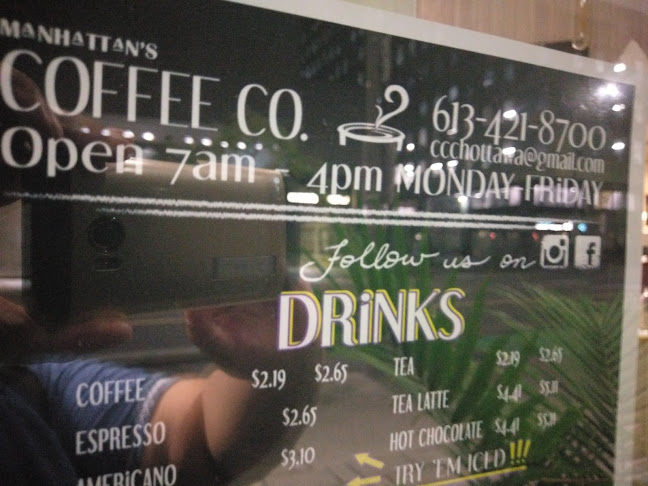 MANHATTAN'S
COFFEE CO.
613-421-8700
ccchottawa@gmail.com
Open 7am - 4pm MONDAY-FRiDAY
Follow us on
DRiNKS
COFFEE $2.19 $2.65
ESPRESSO $2.65
AMERiCANO $3.10
TEA $2.19 $2.65
TEA LATTE $4.41 $5.11
HOT CHOCOLATE $4.41 $5.11
TRY 'EM ICED!!!